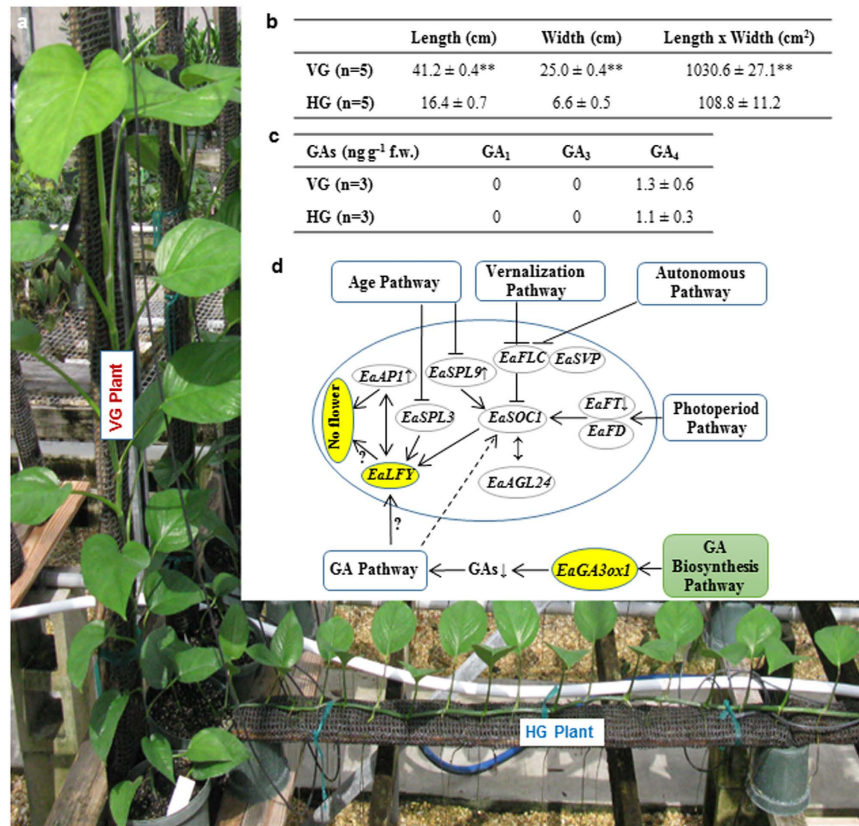 a
VG Plant
HG Plant
b
Length (cm) Width (cm) Length x Width (cm²)
VG (n=5) 41.2 ± 0.4** 25.0 ± 0.4** 1030.6 ± 27.1**
HG (n=5) 16.4 ± 0.7 6.6 ± 0.5 108.8 ± 11.2
c
GAs (ng g⁻¹ f.w.) GA₁ GA₃ GA₄
VG (n=3) 0 0 1.3 ± 0.6
HG (n=3) 0 0 1.1 ± 0.3
d
Age Pathway
Vernalization
Pathway
Autonomous
Pathway
EaFLC
EaSVP
EaSPL9↑
EaAP1↑
EaSPL3
EaSOC1
EaFT↓
EaFD
Photoperiod
Pathway
No flower
?
EaLFY
EaAGL24
?
GA Pathway
GAs↓
EaGA3ox1
GA
Biosynthesis
Pathway